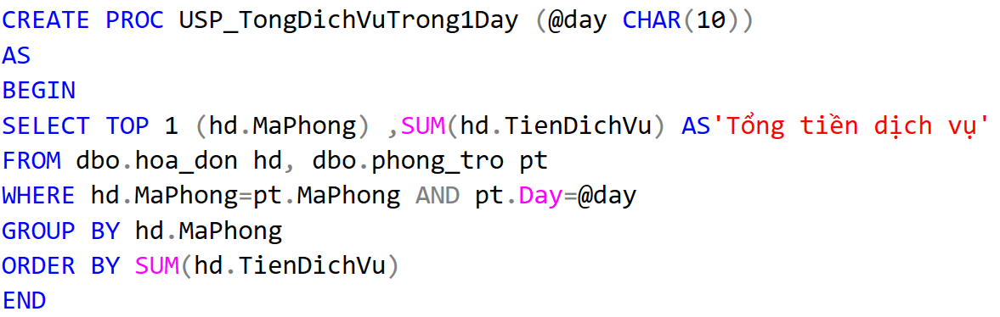 CREATE PROC USP_TongDichVuTrong1Day (@day CHAR(10))
AS
BEGIN
SELECT TOP 1 (hd.MaPhong) ,SUM(hd.TienDichVu) AS'Tổng tiền dịch vụ'
FROM dbo.hoa_don hd, dbo.phong_tro pt
WHERE hd.MaPhong=pt.MaPhong AND pt.Day=@day
GROUP BY hd.MaPhong
ORDER BY SUM(hd.TienDichVu)
END